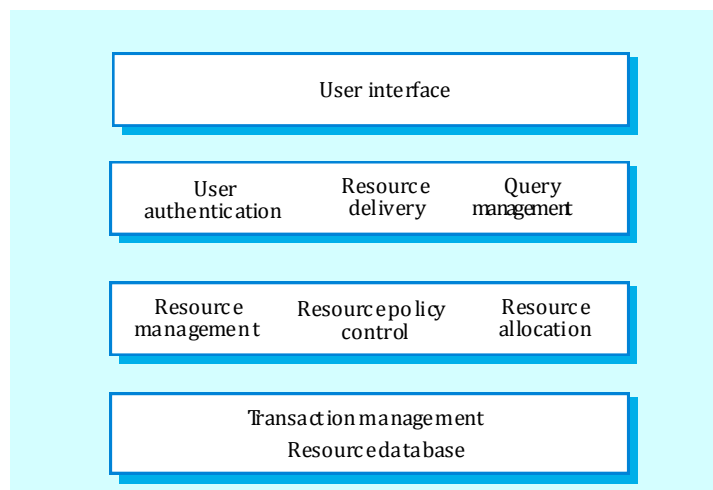 User interface
User
authentication
Resource
delivery
Query
management
Resource
management
Resource policy
control
Resource
allocation
Transaction management
Resource database